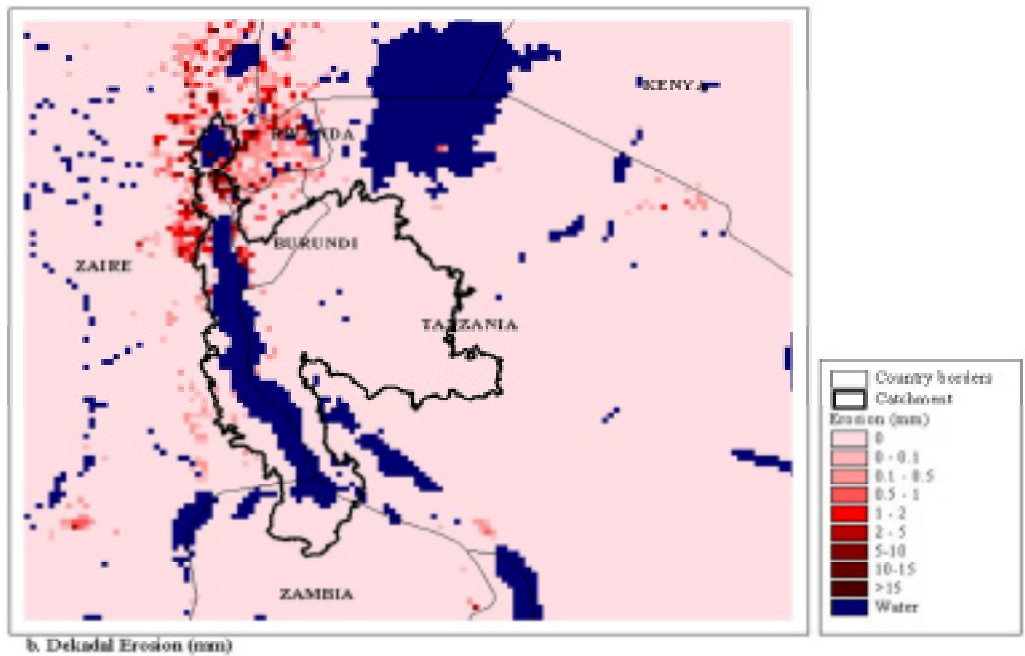 KENYA
RWANDA
BURUNDI
ZAIRE
TANZANIA
ZAMBIA
Country borders
Catchment
Erosion (mm)
0
0 - 0.1
0.1 - 0.5
0.5 - 1
1 - 2
2 - 5
5-10
10-15
>15
Water
b. Dekadal Erosion (mm)